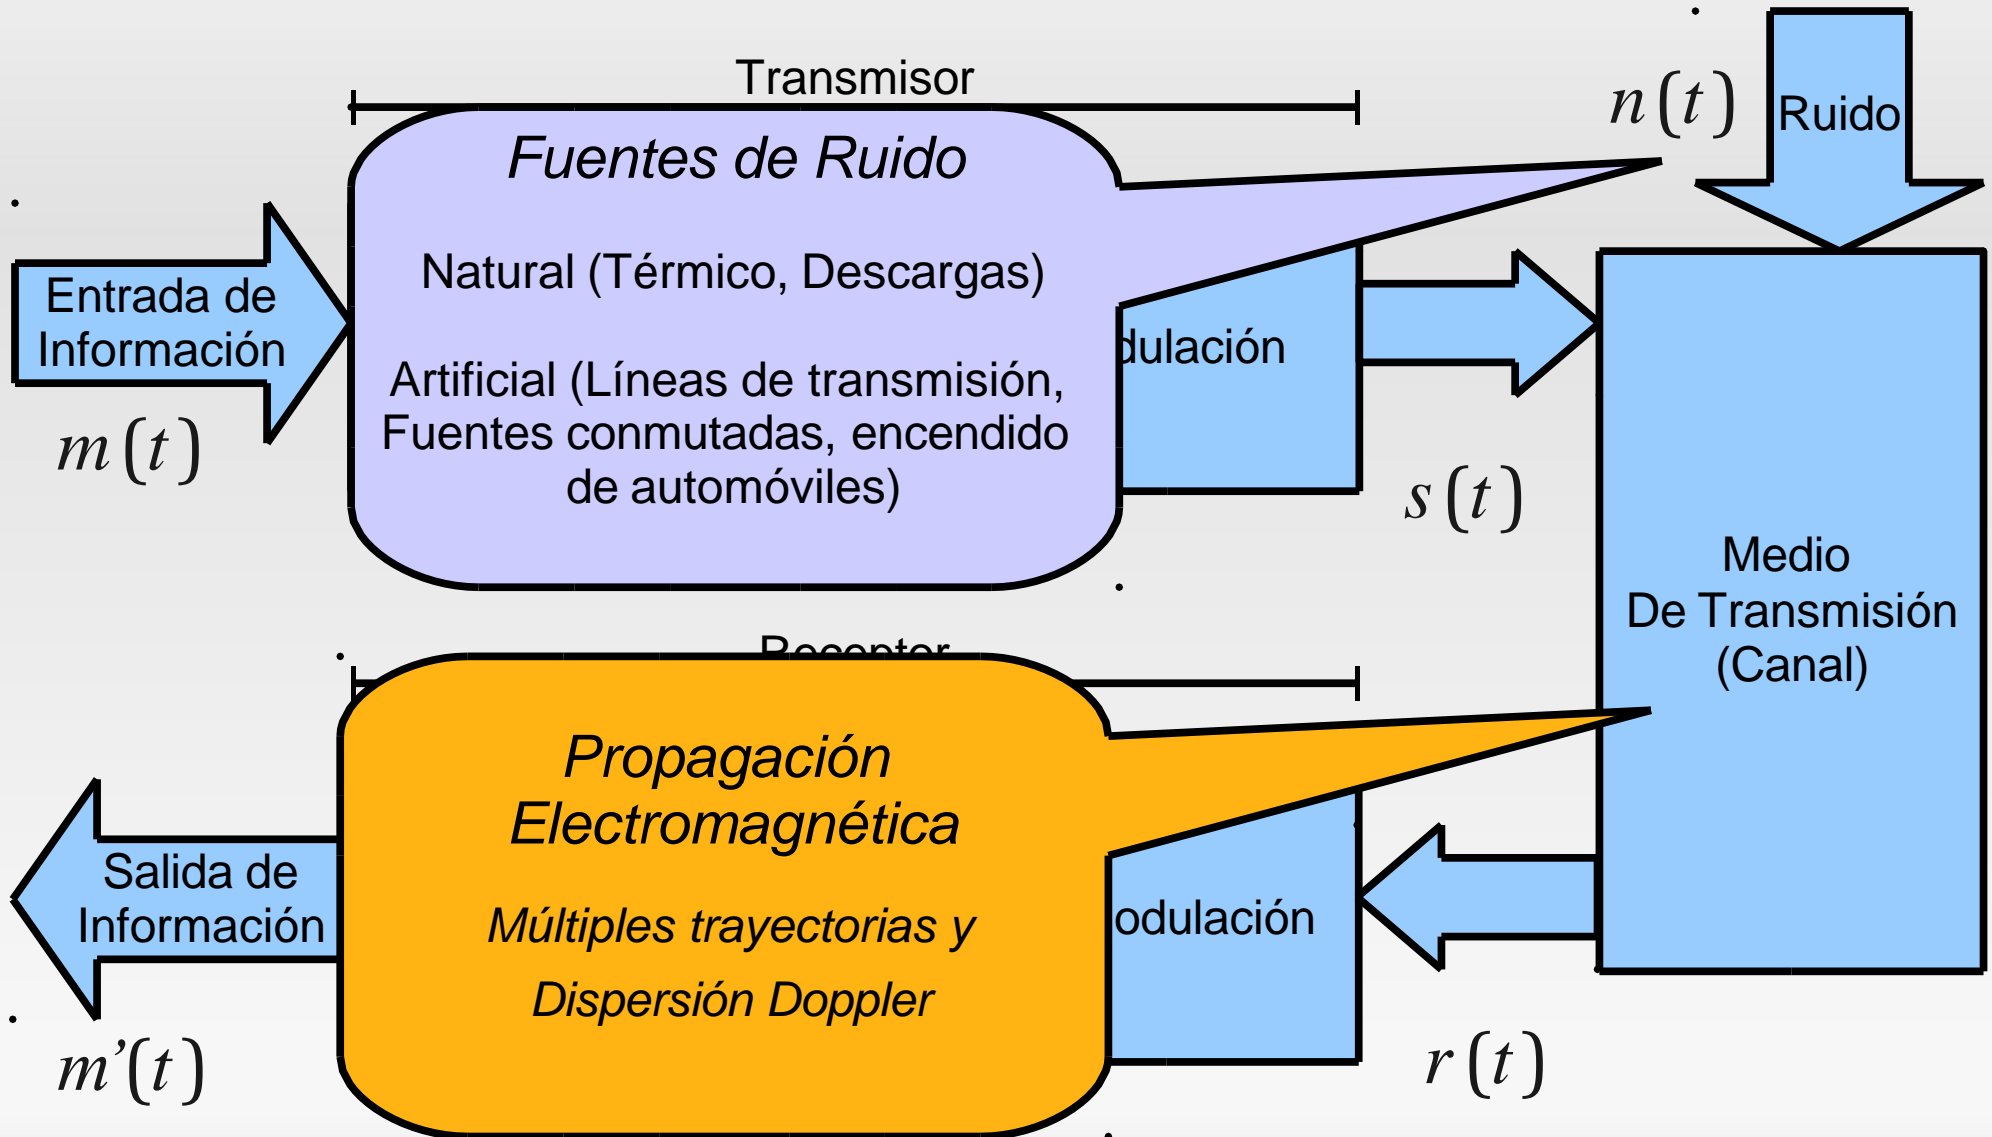 Transmisor
n(t)
Ruido
Fuentes de Ruido
Natural (Térmico, Descargas)
Artificial (Líneas de transmisión,
Fuentes conmutadas, encendido
de automóviles)
Entrada de
Información
m(t)
dulación
s(t)
Medio
De Transmisión
(Canal)
Receptor
Propagación
Electromagnética
Múltiples trayectorias y
Dispersión Doppler
Salida de
Información
m’(t)
odulación
r(t)